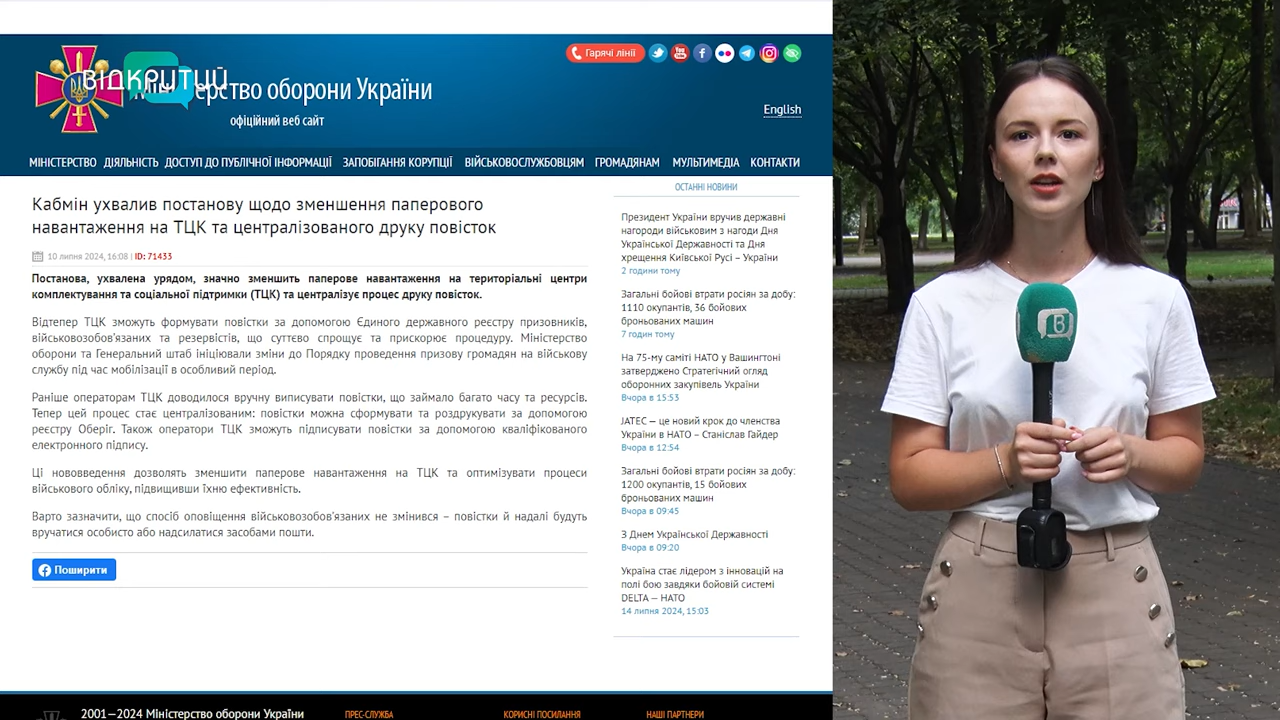 Гарячі лінії
ВІДКРИТИЙ
Міністерство оборони України
English
офіційний веб сайт
МІНІСТЕРСТВО ДІЯЛЬНІСТЬ ДОСТУП ДО ПУБЛІЧНОЇ ІНФОРМАЦІЇ ЗАПОБІГАННЯ КОРУПЦІЇ ВІЙСЬКОВОСЛУЖБОВЦЯМ ГРОМАДЯНАМ МУЛЬТИМЕДІА КОНТАКТИ
Кабмін ухвалив постанову щодо зменшення паперового
навантаження на ТЦК та централізованого друку повісток
10 липня 2024, 16:08 | ID: 71433
Постанова, ухвалена урядом, значно зменшить паперове навантаження на територіальні центри
комплектування та соціальної підтримки (ТЦК) та централізує процес друку повісток.
Відтепер ТЦК зможуть формувати повістки за допомогою Єдиного державного реєстру призовників,
військовозобов'язаних та резервістів, що суттєво спрощує та прискорює процедуру. Міністерство
оборони та Генеральний штаб ініціювали зміни до Порядку проведення призову громадян на військову
службу під час мобілізації в особливий період.
Раніше операторам ТЦК доводилося вручну виписувати повістки, що займало багато часу та ресурсів.
Тепер цей процес стає централізованим: повістки можна сформувати та роздрукувати за допомогою
реєстру Оберіг. Також оператори ТЦК зможуть підписувати повістки за допомогою кваліфікованого
електронного підпису.
Ці нововведення дозволять зменшити паперове навантаження на ТЦК та оптимізувати процеси
військового обліку, підвищивши їхню ефективність.
Варто зазначити, що спосіб оповіщення військовозобов'язаних не змінився – повістки й надалі будуть
вручатися особисто або надсилатися засобами пошти.
Поширити
ОСТАННІ НОВИНИ
Президент України вручив державні
нагороди військовим з нагоди Дня
Української Державності та Дня
хрещення Київської Русі – України
2 години тому
Загальні бойові втрати росіян за добу:
1110 окупантів, 36 бойових
броньованих машин
7 годин тому
На 75-му саміті НАТО у Вашингтоні
затверджено Стратегічний огляд
оборонних закупівель України
Вчора в 15:53
JATEC — це новий крок до членства
України в НАТО – Станіслав Гайдер
Вчора в 12:54
Загальні бойові втрати росіян за добу:
1200 окупантів, 15 бойових
броньованих машин
Вчора в 09:45
З Днем Української Державності
Вчора в 09:20
Україна стає лідером з інновацій на
полі бою завдяки бойовій системі
DELTA — НАТО
14 липня 2024, 15:03
2001—2024 Міністерство оборони України
ПРЕС-СЛУЖБА
КОРИСНІ ПОСИЛАННЯ
НАШІ ПАРТНЕРИ
В